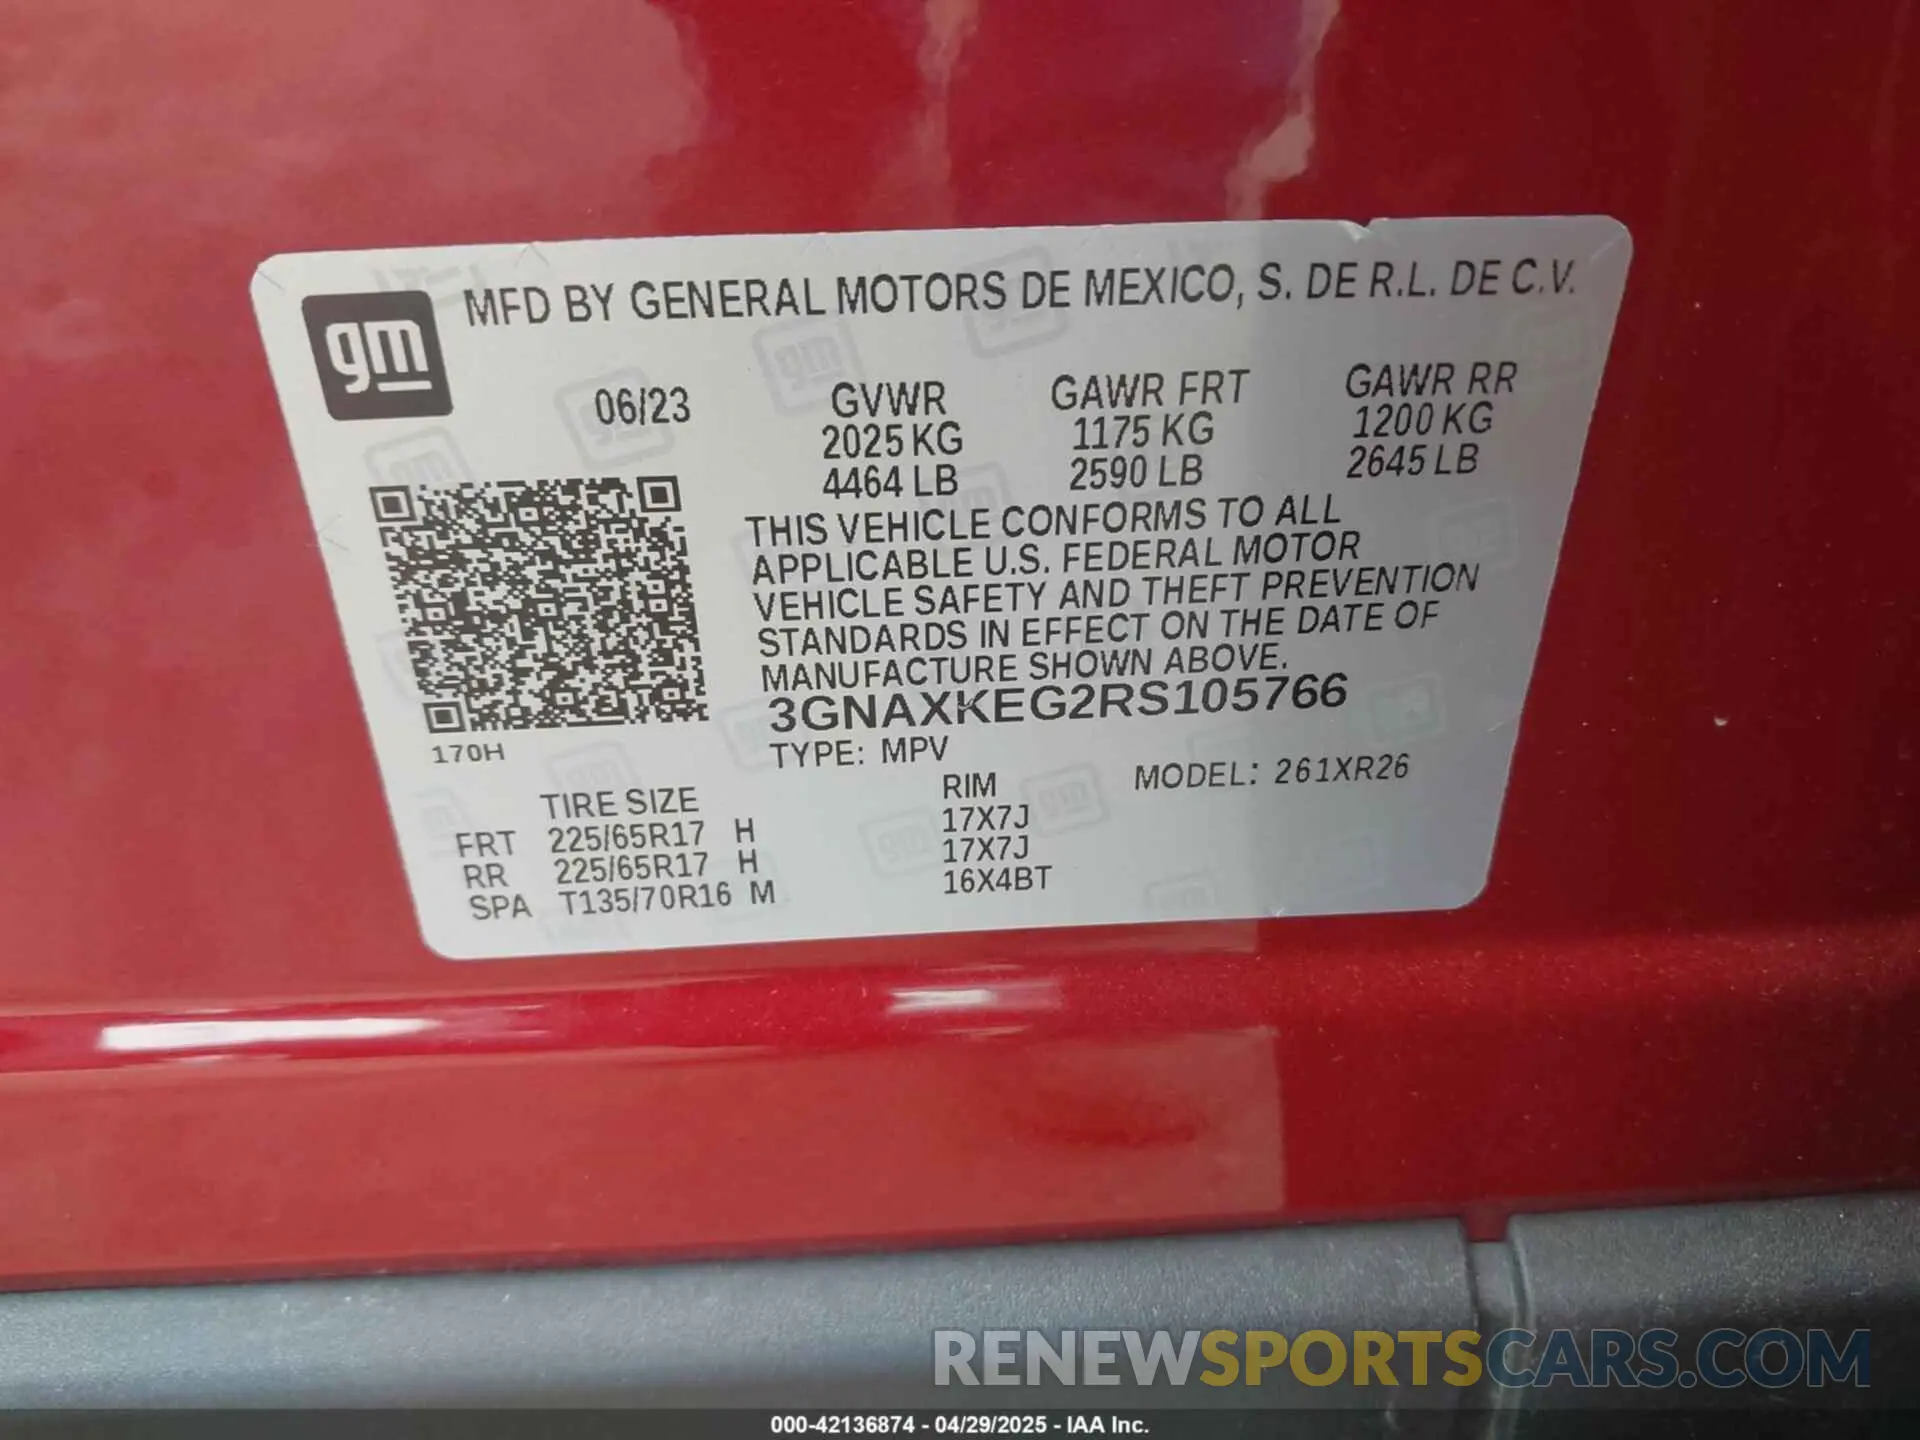 gm
MFD BY GENERAL MOTORS DE MEXICO, S. DE R.L. DE C.V.
06/23 GVWR GAWR FRT GAWR RR
2025 KG 1175 KG 1200 KG
4464 LB 2590 LB 2645 LB
THIS VEHICLE CONFORMS TO ALL
APPLICABLE U.S. FEDERAL MOTOR
VEHICLE SAFETY AND THEFT PREVENTION
STANDARDS IN EFFECT ON THE DATE OF
MANUFACTURE SHOWN ABOVE.
3GNAXKEG2RS105766
170H TYPE: MPV
MODEL: 261XR26
TIRE SIZE RIM
FRT 225/65R17 H 17X7J
RR 225/65R17 H 17X7J
SPA T135/70R16 M 16X4BT
RENEWSPORTSCARS.COM
000-42136874 - 04/29/2025 - IAA Inc.